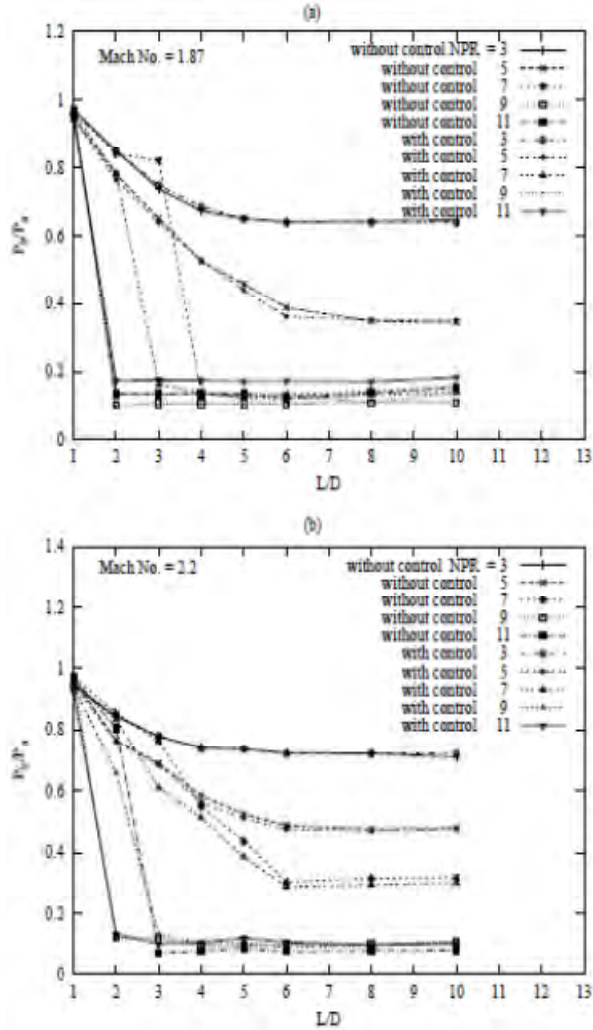 (a)
1.2
1
0.8
0.6
0.4
0.2
0
Mach No. = 1.87
without control NPR = 3
without control 5
without control 7
without control 9
without control 11
with control 3
with control 5
with control 7
with control 9
with control 11
Pb/Pa
1 2 3 4 5 6 7 8 9 10 11 12 13
L/D
(b)
1.4
1.2
1
0.8
0.6
0.4
0.2
0
Mach No. = 2.2
without control NPR = 3
without control 5
without control 7
without control 9
without control 11
with control 3
with control 5
with control 7
with control 9
with control 11
Pb/Pa
1 2 3 4 5 6 7 8 9 10 11 12 13
L/D